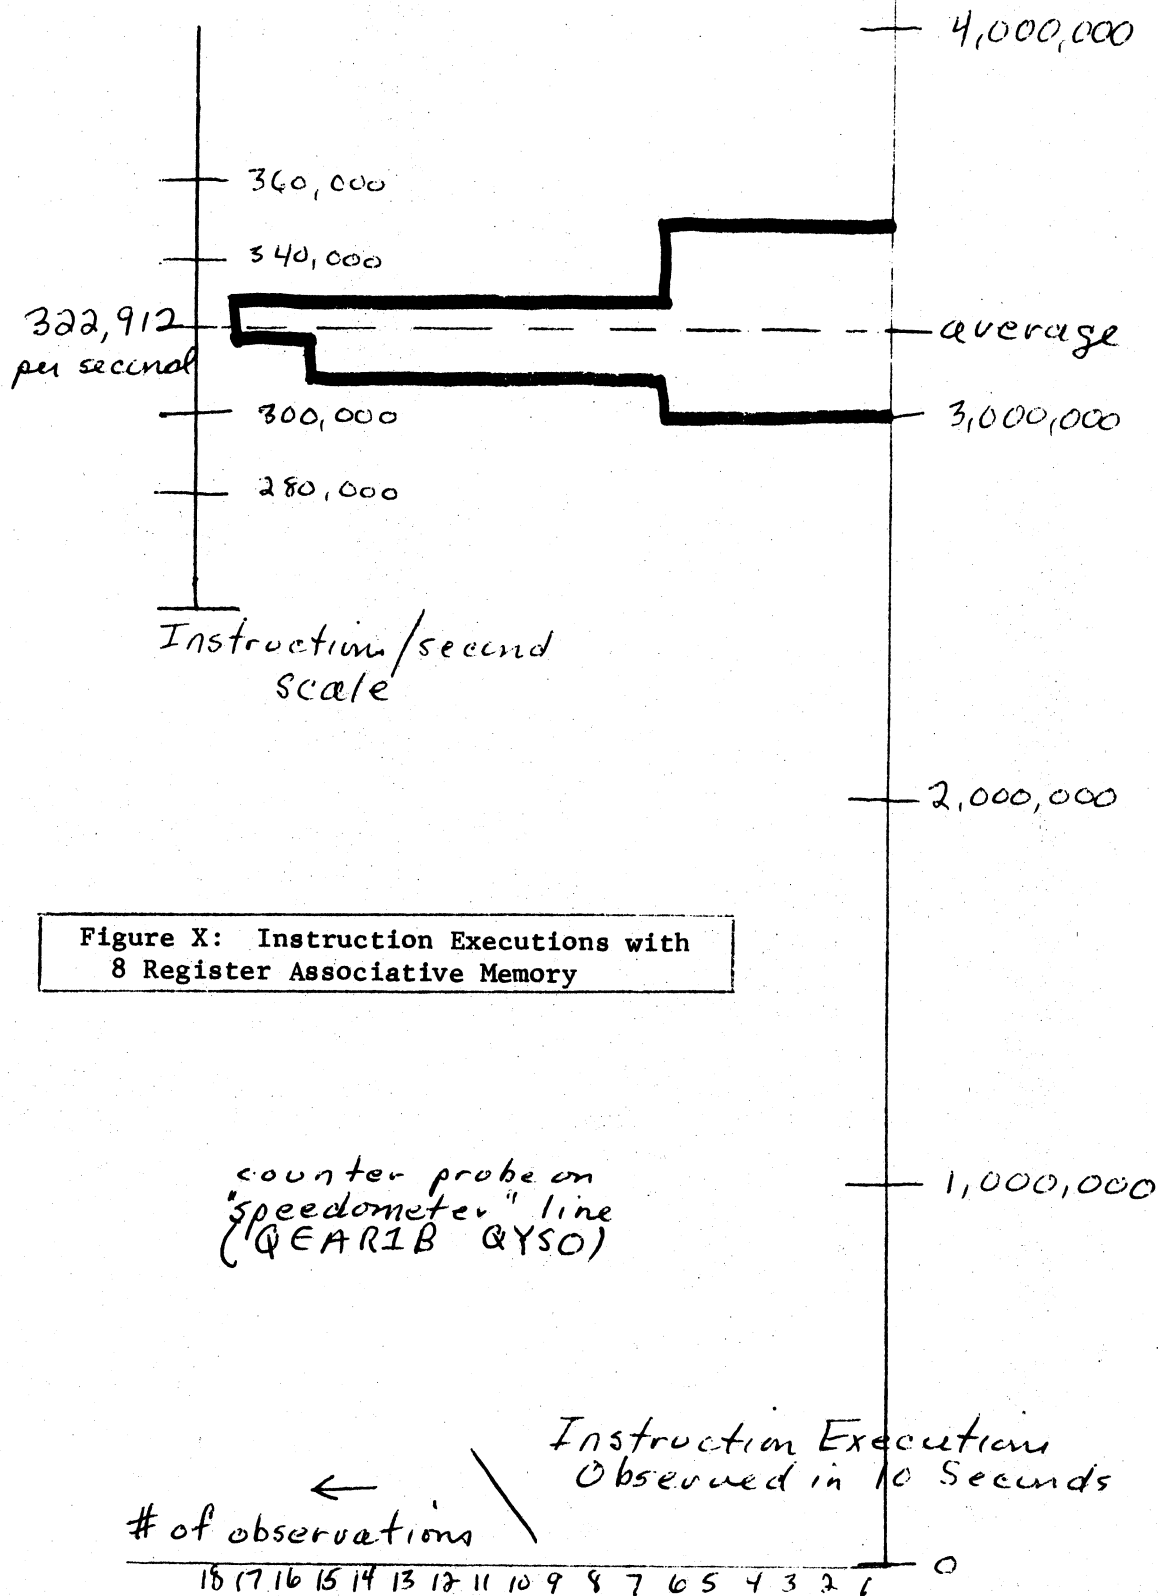 4,000,000
360,000
340,000
322,912
per second
average
300,000
3,000,000
280,000
Instruction/second
scale
2,000,000
Figure X: Instruction Executions with
8 Register Associative Memory
counter probe on
"speedometer" line
(QEAR1B QYSO)
1,000,000
Instruction Executions
Observed in 10 Seconds
←
# of observations
0
18 17 16 15 14 13 12 11 10 9 8 7 6 5 4 3 2 1